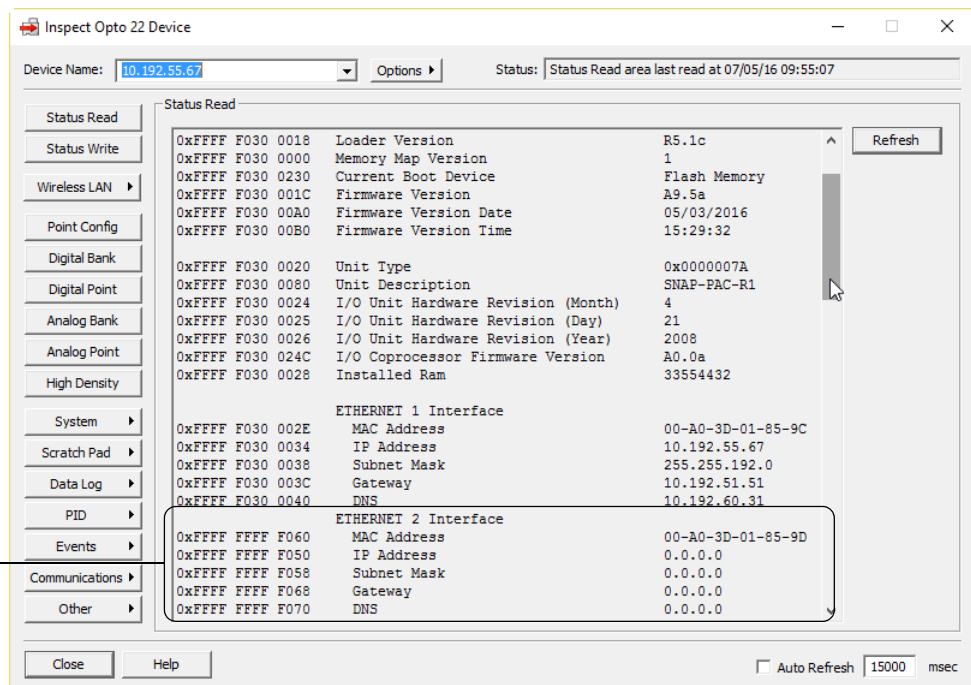 Inspect Opto 22 Device
Device Name: 10.192.55.67 Options Status: Status Read area last read at 07/05/16 09:55:07
Status Read
Status Write
Wireless LAN
Point Config
Digital Bank
Digital Point
Analog Bank
Analog Point
High Density
System
Scratch Pad
Data Log
PID
Events
Communications
Other
Status Read
0xFFFF F030 0018 Loader Version R5.1c
0xFFFF F030 0000 Memory Map Version 1
0xFFFF F030 0230 Current Boot Device Flash Memory
0xFFFF F030 001C Firmware Version A9.5a
0xFFFF F030 00A0 Firmware Version Date 05/03/2016
0xFFFF F030 00B0 Firmware Version Time 15:29:32
0xFFFF F030 0020 Unit Type 0x0000007A
0xFFFF F030 0080 Unit Description SNAP-PAC-R1
0xFFFF F030 0024 I/O Unit Hardware Revision (Month) 4
0xFFFF F030 0025 I/O Unit Hardware Revision (Day) 21
0xFFFF F030 0026 I/O Unit Hardware Revision (Year) 2008
0xFFFF F030 024C I/O Coprocessor Firmware Version A0.0a
0xFFFF F030 0028 Installed Ram 33554432
ETHERNET 1 Interface
0xFFFF F030 002E MAC Address 00-A0-3D-01-85-9C
0xFFFF F030 0034 IP Address 10.192.55.67
0xFFFF F030 0038 Subnet Mask 255.255.192.0
0xFFFF F030 003C Gateway 10.192.51.51
0xFFFF F030 0040 DNS 10.192.60.31
ETHERNET 2 Interface
0xFFFF FFFF F060 MAC Address 00-A0-3D-01-85-9D
0xFFFF FFFF F050 IP Address 0.0.0.0
0xFFFF FFFF F058 Subnet Mask 0.0.0.0
0xFFFF FFFF F068 Gateway 0.0.0.0
0xFFFF FFFF F070 DNS 0.0.0.0
Refresh
Close Help Auto Refresh 15000 msec